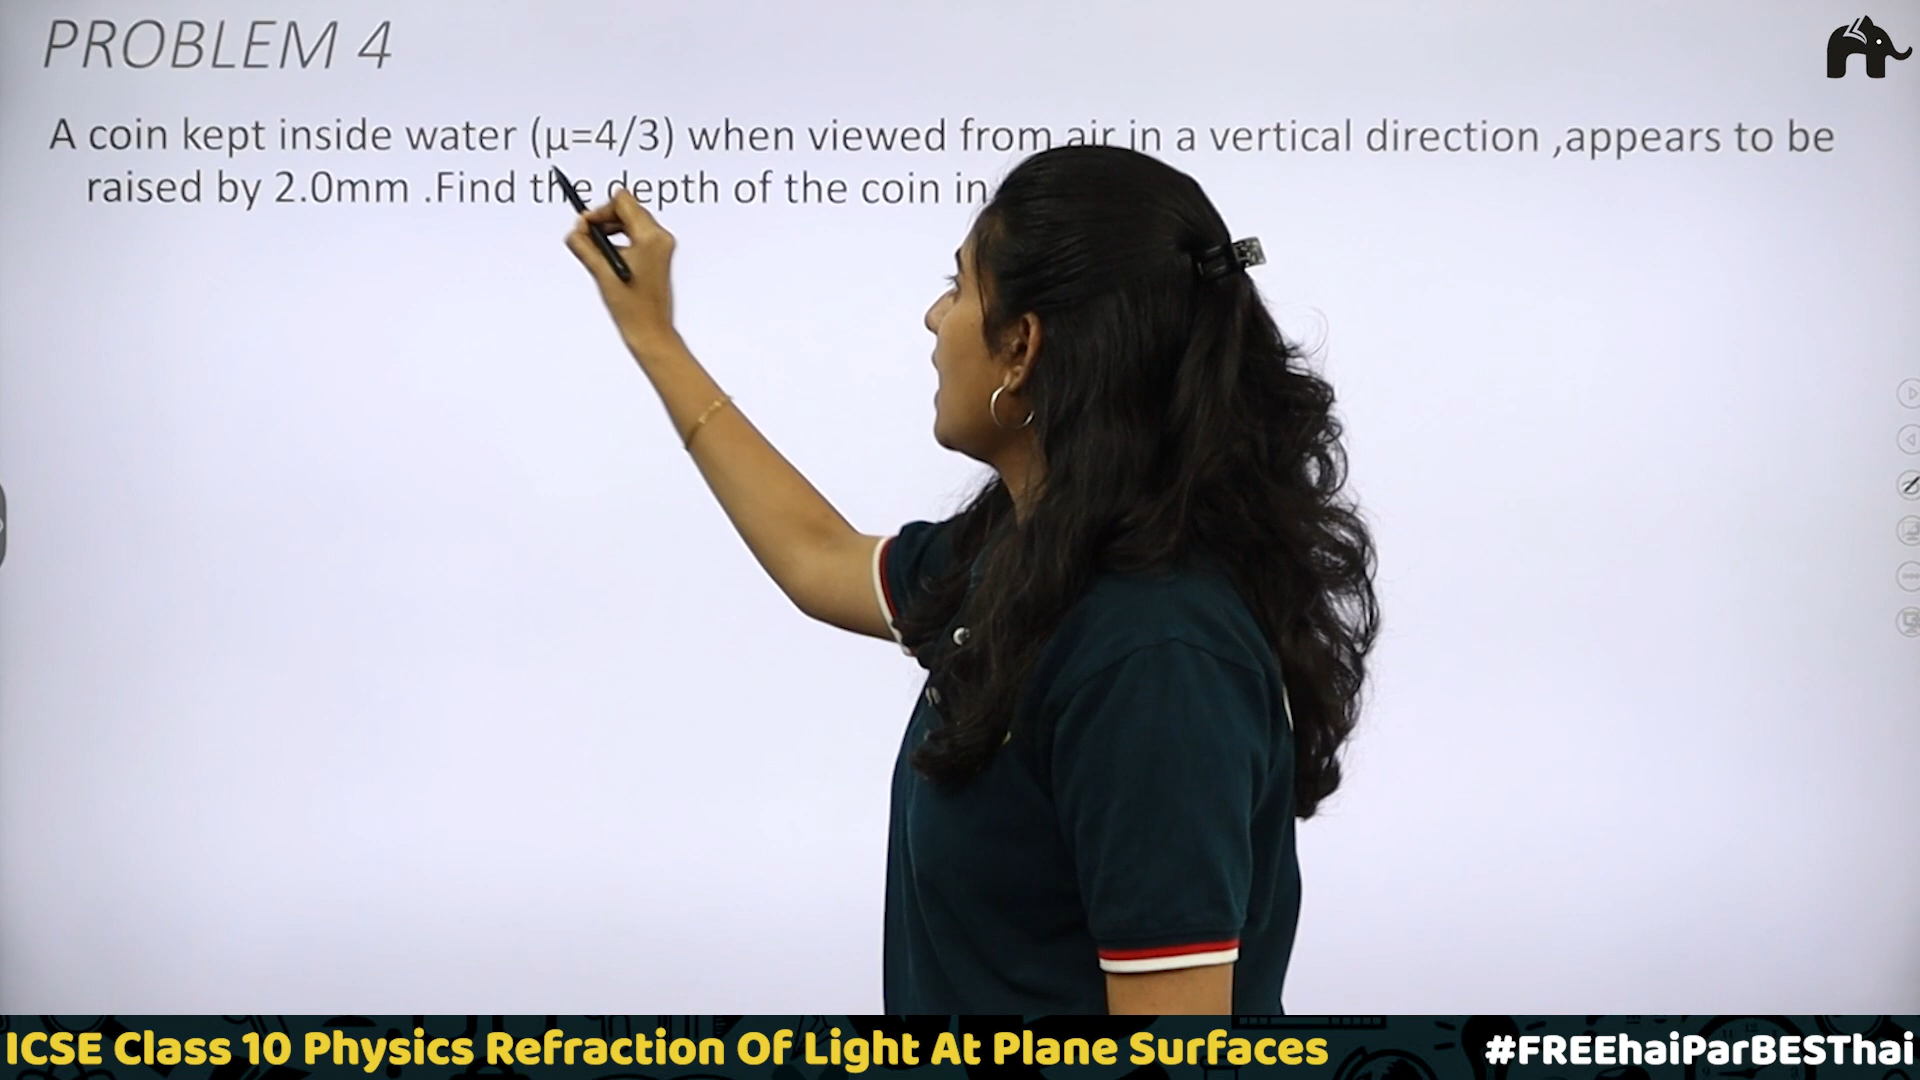 PROBLEM 4
A coin kept inside water (µ=4/3) when viewed from air in a vertical direction ,appears to be
raised by 2.0mm .Find the depth of the coin in
ICSE Class 10 Physics Refraction Of Light At Plane Surfaces
#FREEhaiParBESThai